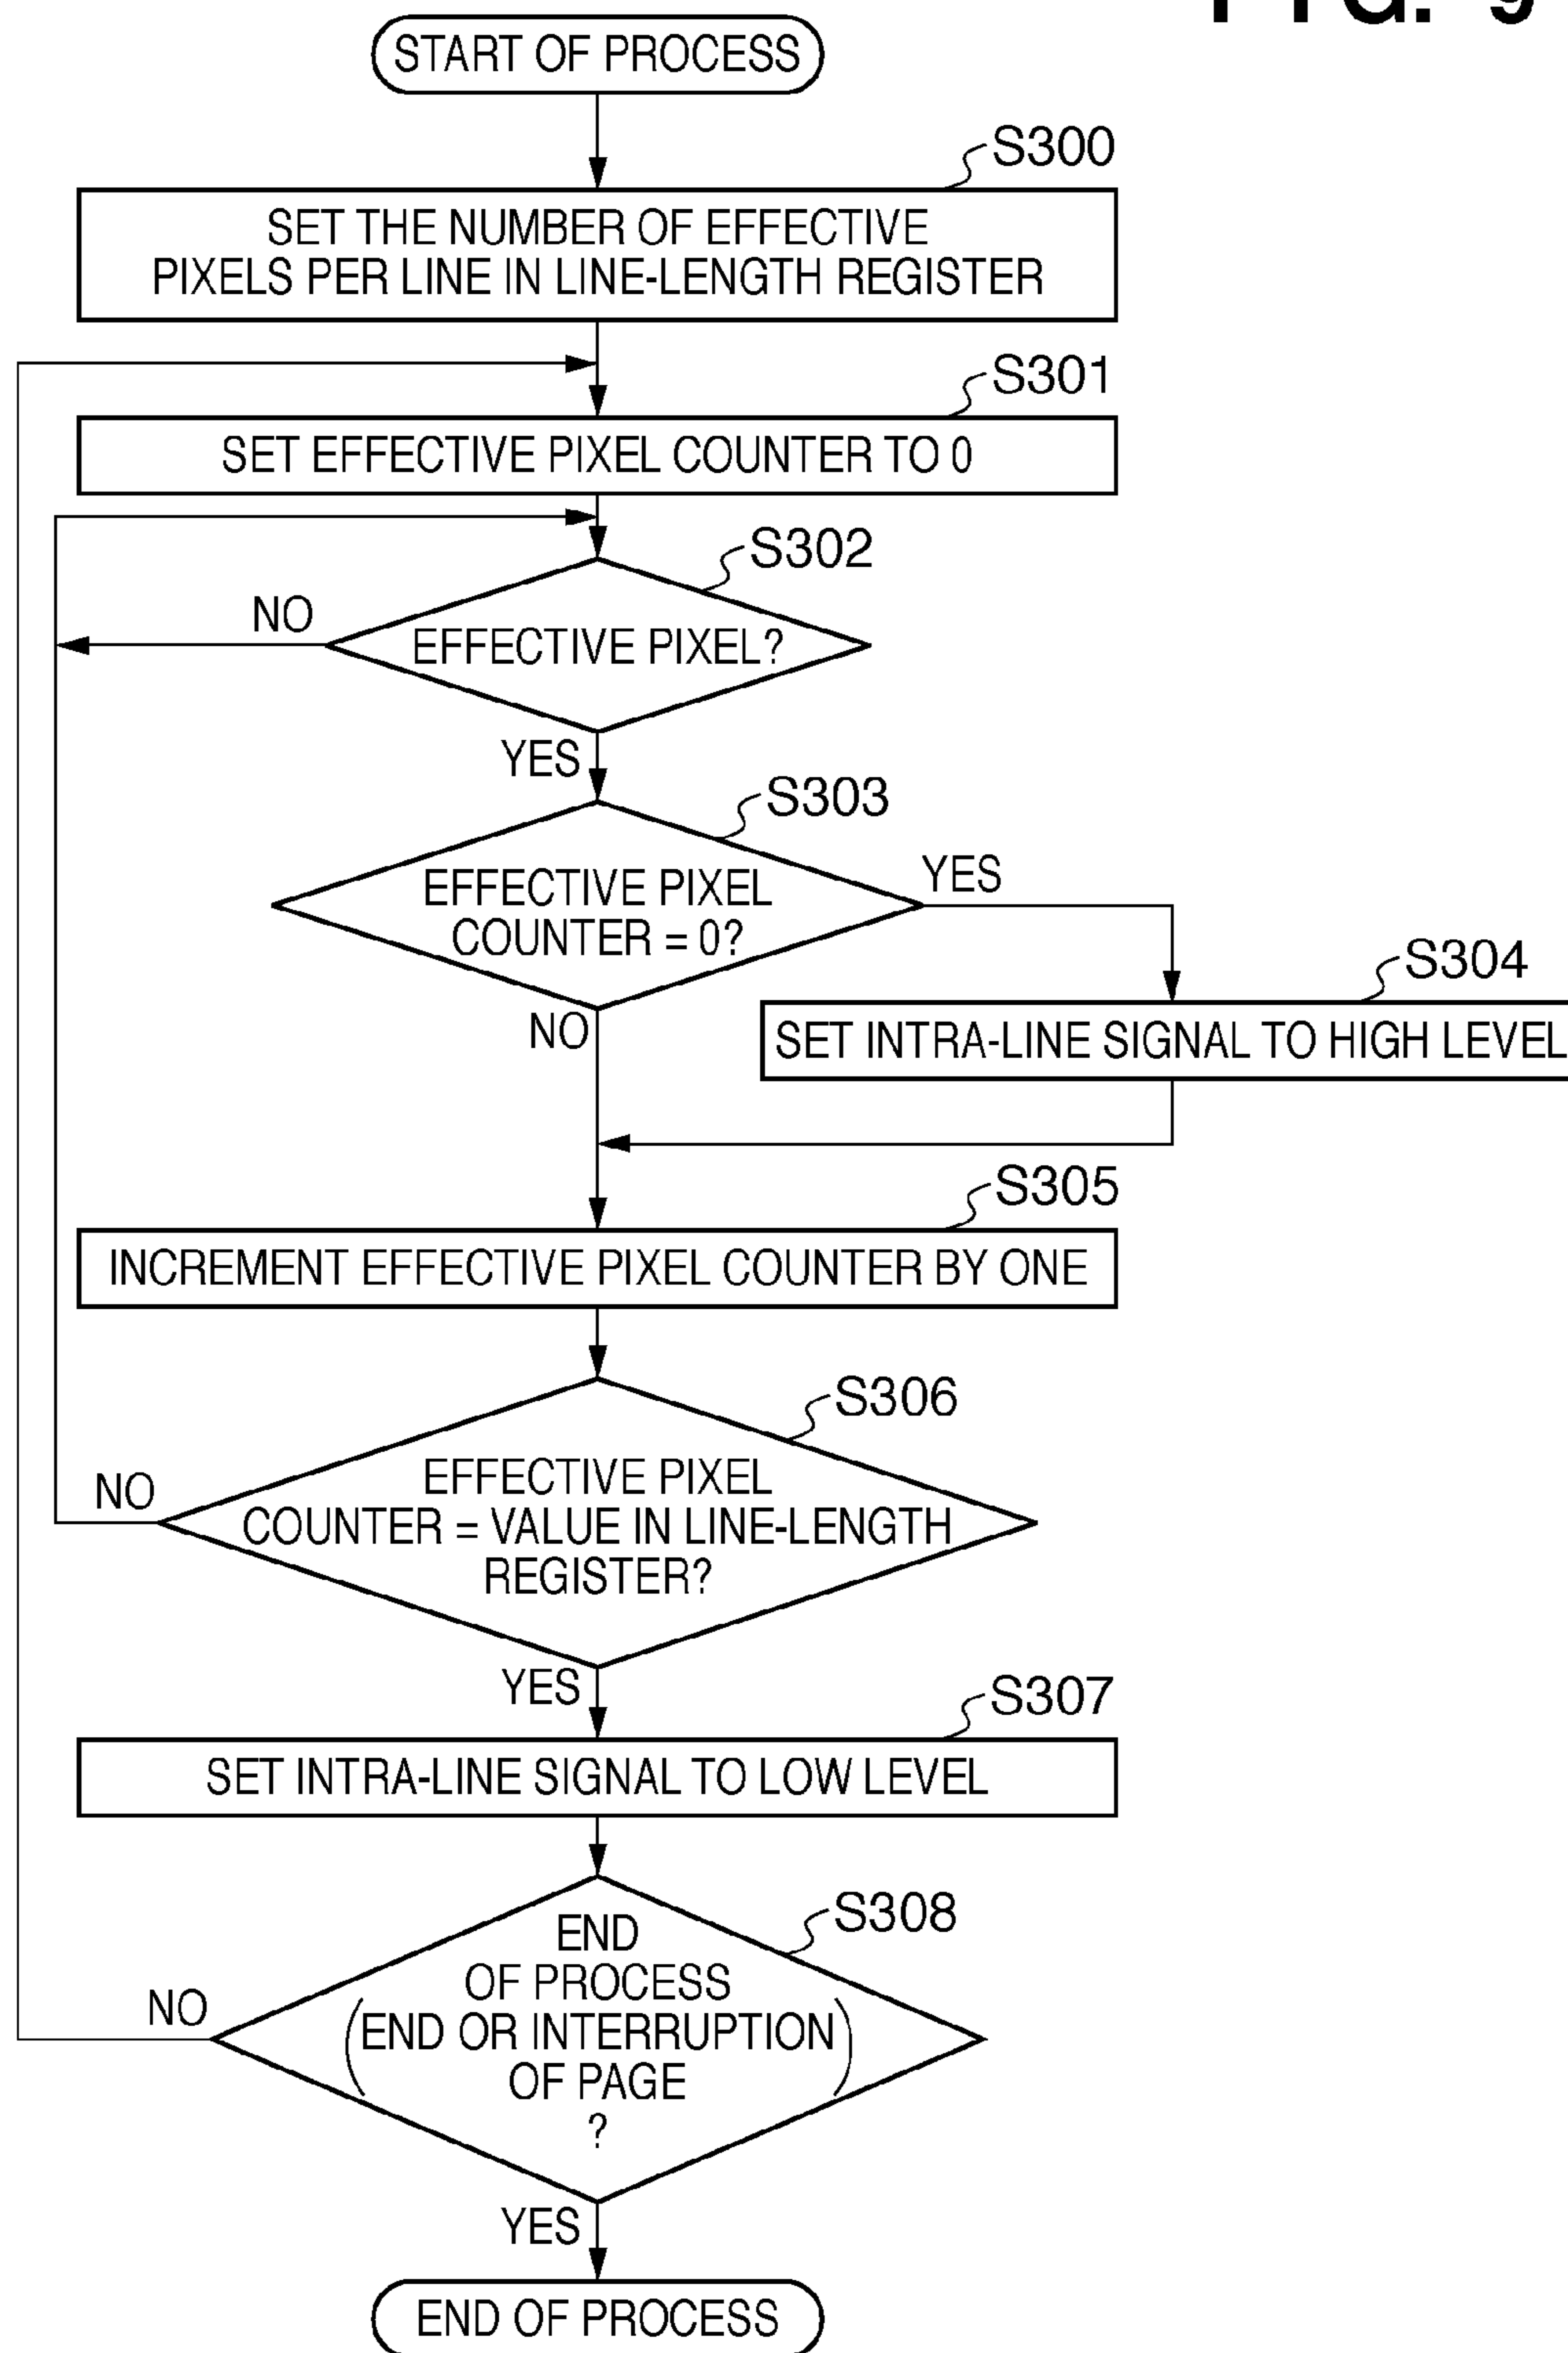 FIG. 9
START OF PROCESS
S300
SET THE NUMBER OF EFFECTIVE
PIXELS PER LINE IN LINE-LENGTH REGISTER
S301
SET EFFECTIVE PIXEL COUNTER TO 0
S302
NO
EFFECTIVE PIXEL?
YES
S303
EFFECTIVE PIXEL
COUNTER = 0?
YES
NO
S304
SET INTRA-LINE SIGNAL TO HIGH LEVEL
S305
INCREMENT EFFECTIVE PIXEL COUNTER BY ONE
S306
NO
EFFECTIVE PIXEL
COUNTER = VALUE IN LINE-LENGTH
REGISTER?
YES
S307
SET INTRA-LINE SIGNAL TO LOW LEVEL
S308
NO
END
OF PROCESS
(END OR INTERRUPTION
OF PAGE)
?
YES
END OF PROCESS